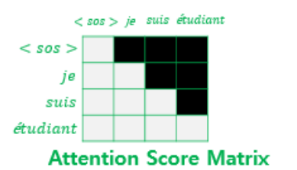 < sos > je suis étudiant
< sos >
je
suis
étudiant
Attention Score Matrix